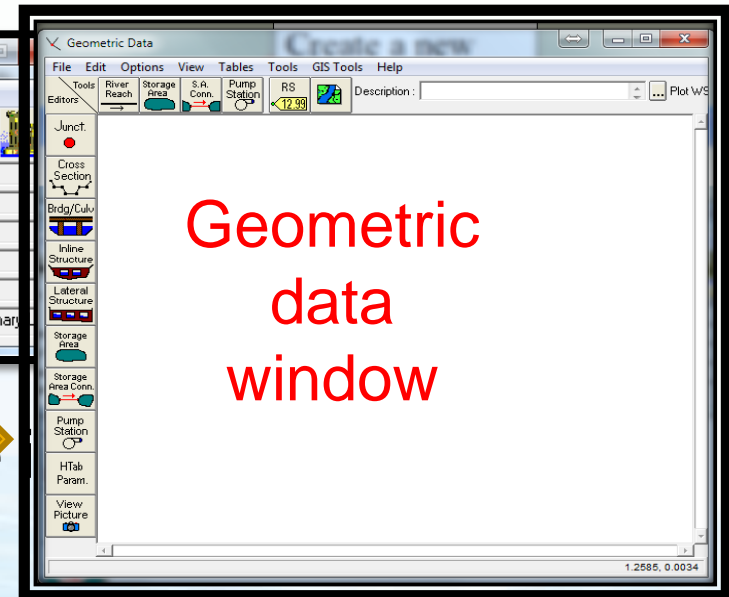 Create a new
Geometric Data
File Edit Options View Tables Tools GIS Tools Help
Tools
Editors
River
Reach
Storage
Area
S.A.
Conn.
Pump
Station
RS
12.99
Description :
...
Plot WS
Junct.
Cross
Section
Brdg/Culv
Inline
Structure
Lateral
Structure
Storage
Area
Storage
Area Conn.
Pump
Station
HTab
Param.
View
Picture
Geometric
data
window
1.2585, 0.0034